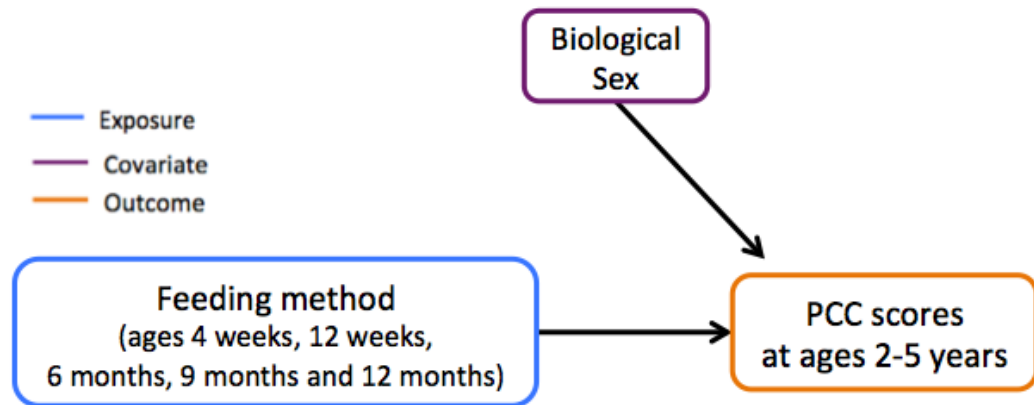 Biological
Sex
Exposure
Covariate
Outcome
Feeding method
(ages 4 weeks, 12 weeks,
6 months, 9 months and 12 months)
PCC scores
at ages 2-5 years